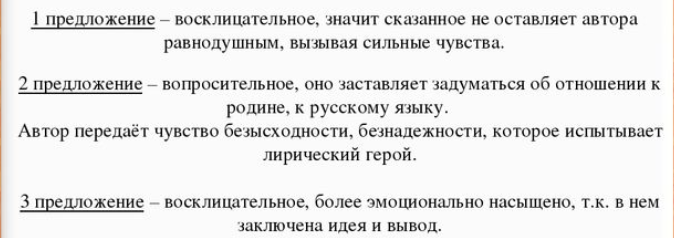 1 предложение – восклицательное, значит сказанное не оставляет автора
равнодушным, вызывая сильные чувства.
2 предложение – вопросительное, оно заставляет задуматься об отношении к
родине, к русскому языку.
Автор передаёт чувство безысходности, безнадежности, которое испытывает
лирический герой.
3 предложение – восклицательное, более эмоционально насыщено, т.к. в нем
заключена идея и вывод.